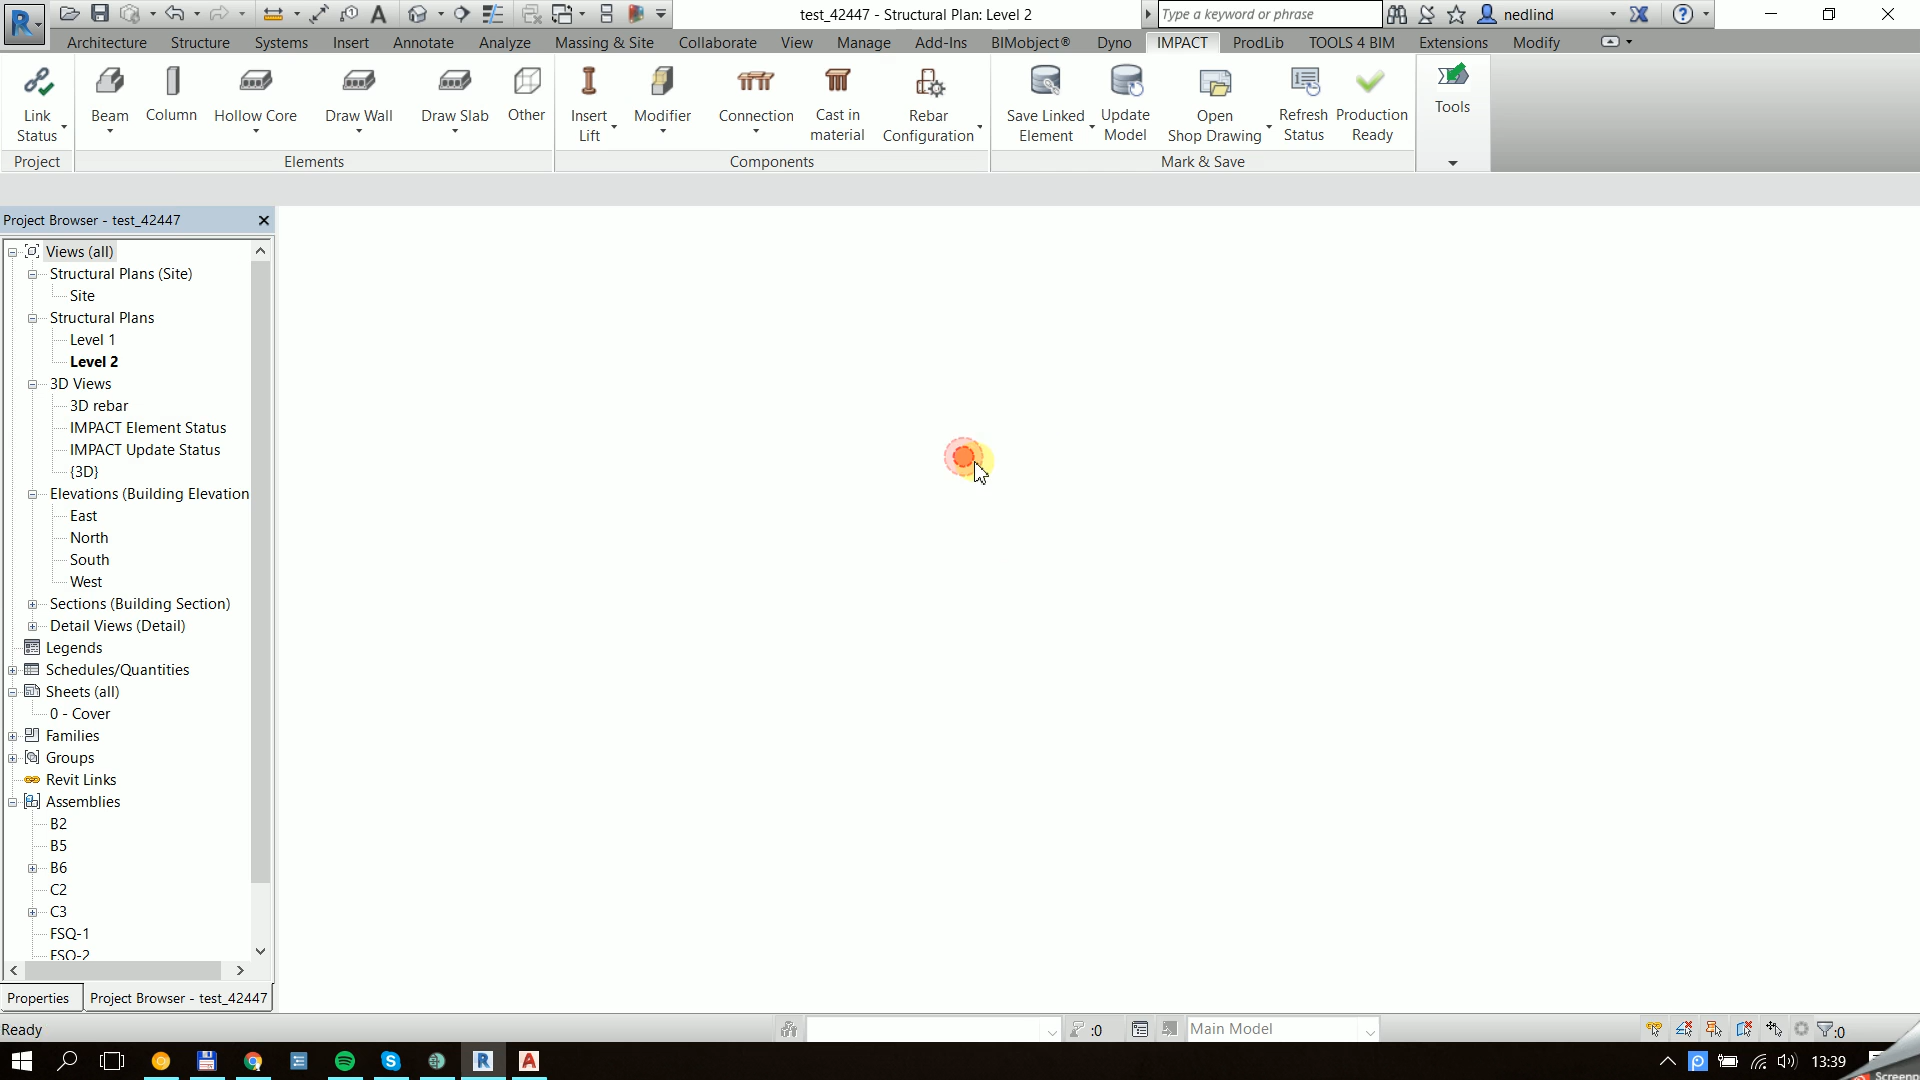 test_42447 - Structural Plan: Level 2
Type a keyword or phrase
nedlind
Architecture Structure Systems Insert Annotate Analyze Massing & Site Collaborate View Manage Add-Ins BIMobject® Dyno IMPACT ProdLib TOOLS 4 BIM Extensions Modify
Link Status
Beam
Column
Hollow Core
Draw Wall
Draw Slab
Other
Insert Lift
Modifier
Connection
Cast in material
Rebar Configuration
Save Linked Element
Update Model
Open Shop Drawing
Refresh Status
Production Ready
Tools
Project Elements Components Mark & Save
Project Browser - test_42447
Views (all)
Structural Plans (Site)
Site
Structural Plans
Level 1
Level 2
3D Views
3D rebar
IMPACT Element Status
IMPACT Update Status
{3D}
Elevations (Building Elevation
East
North
South
West
Sections (Building Section)
Detail Views (Detail)
Legends
Schedules/Quantities
Sheets (all)
0 - Cover
Families
Groups
Revit Links
Assemblies
B2
B5
B6
C2
C3
FSQ-1
FSQ-2
Properties Project Browser - test_42447
Ready :0 Main Model :0
13:39